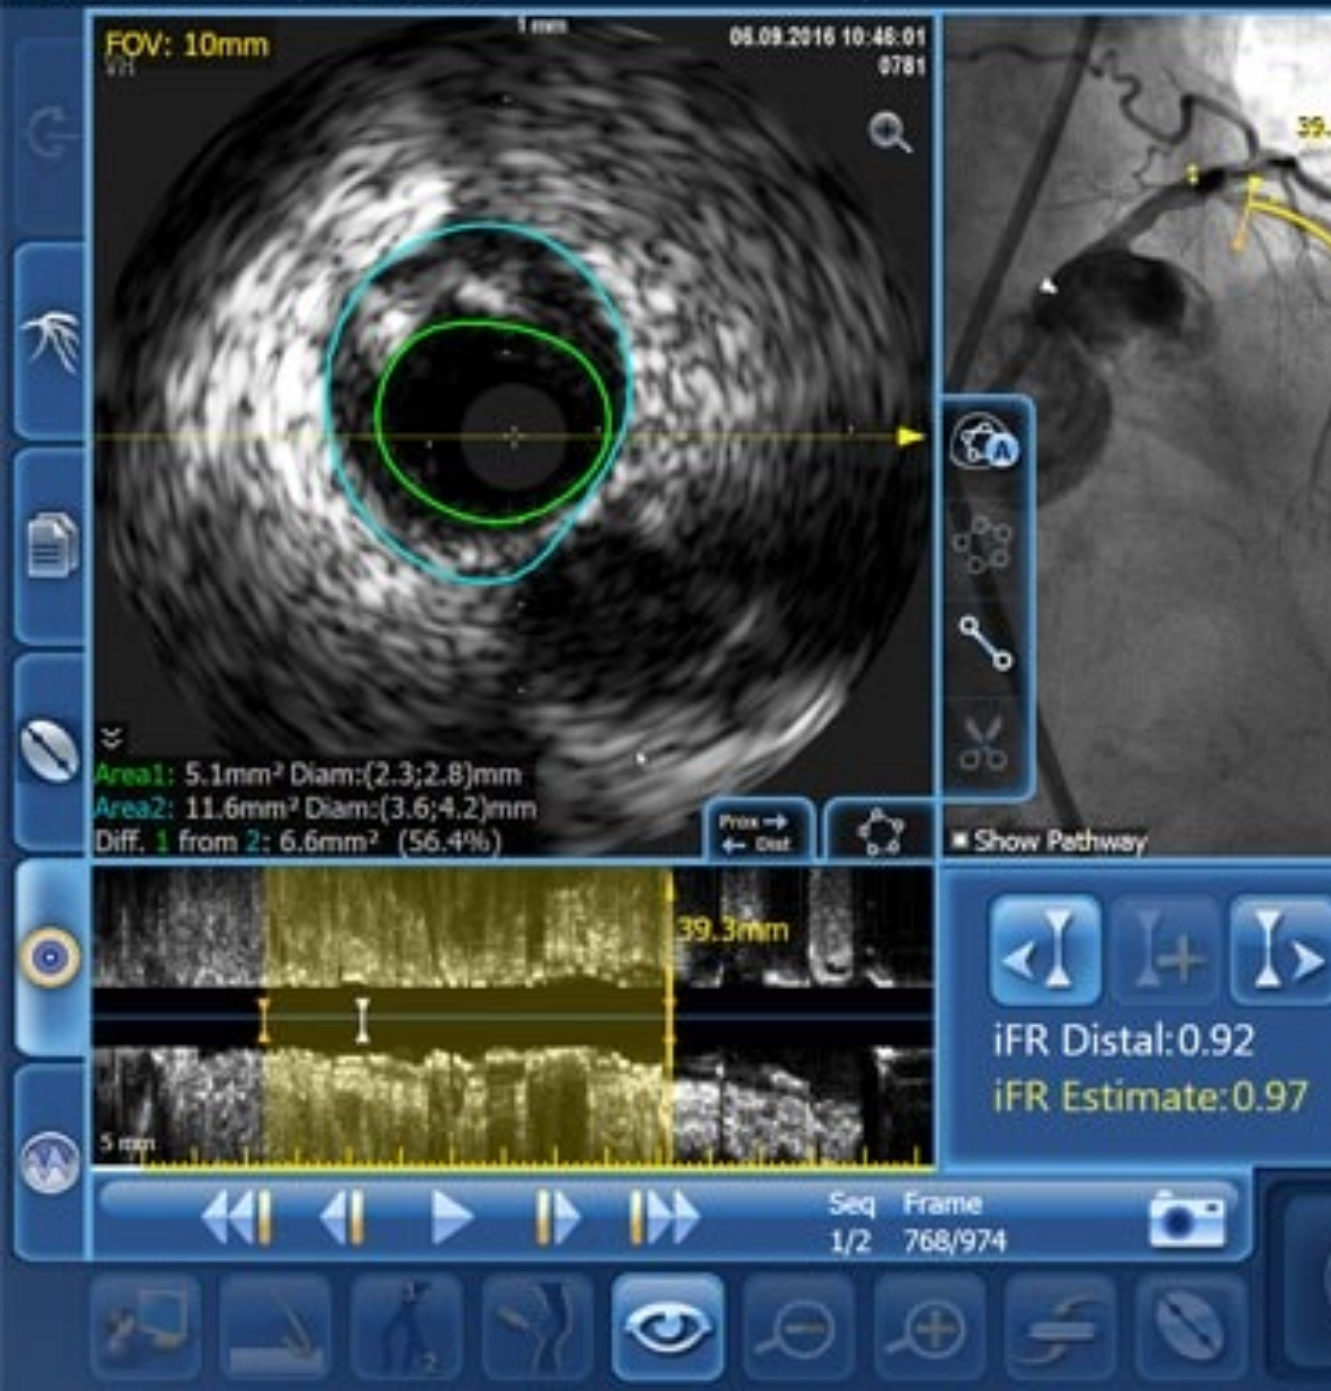 FOV: 10mm
VH
1 mm
06.09.2016 10:46:01
0781
39.
Area1: 5.1mm² Diam:(2.3;2.8)mm
Area2: 11.6mm² Diam:(3.6;4.2)mm
Diff. 1 from 2: 6.6mm² (56.4%)
Prox →
← Dist
A
Show Pathway
39.3mm
5 mm
iFR Distal:0.92
iFR Estimate:0.97
Seq Frame
1/2 768/974